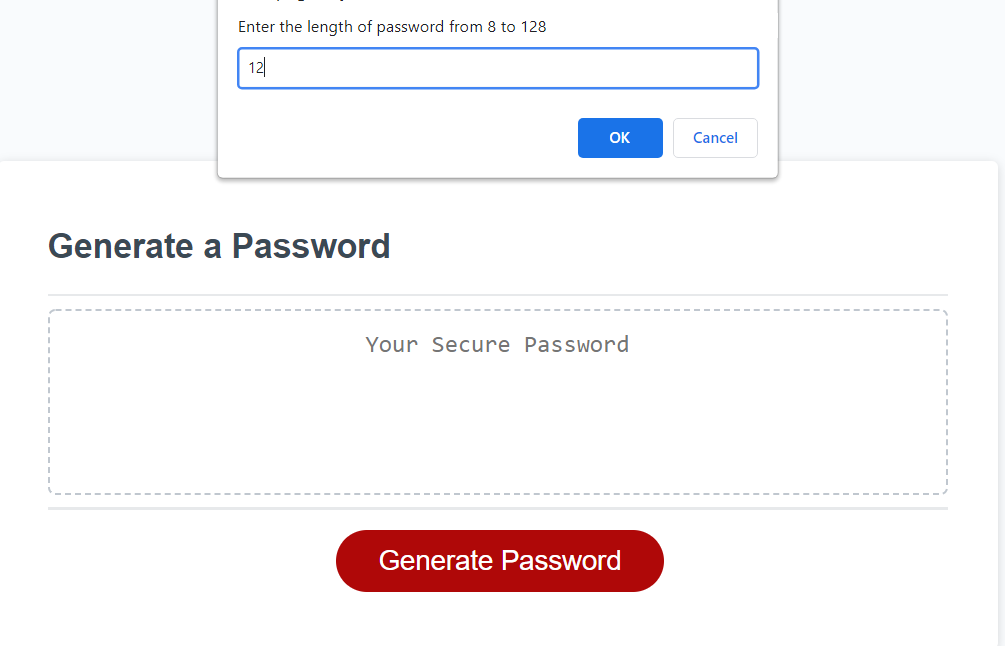 Enter the length of password from 8 to 128
12
OK Cancel
Generate a Password
Your Secure Password
Generate Password